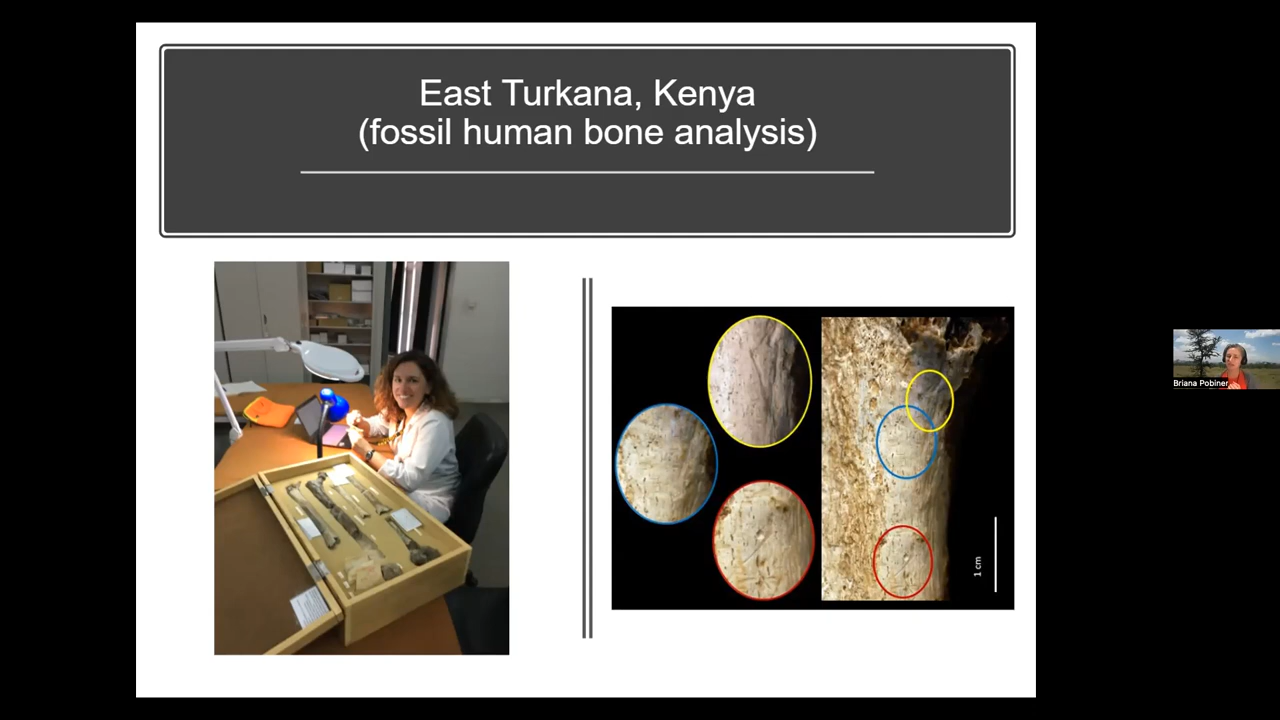 East Turkana, Kenya
(fossil human bone analysis)
1 cm
Briana Pobiner